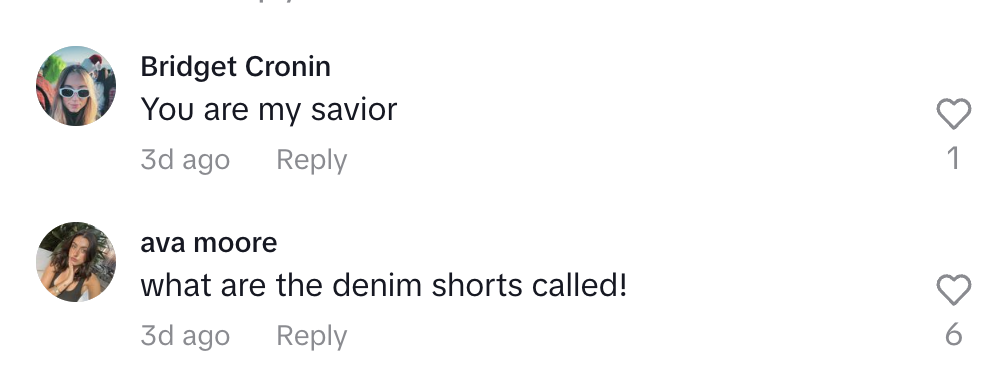 Bridget Cronin
You are my savior
3d ago Reply
1
ava moore
what are the denim shorts called!
3d ago Reply
6